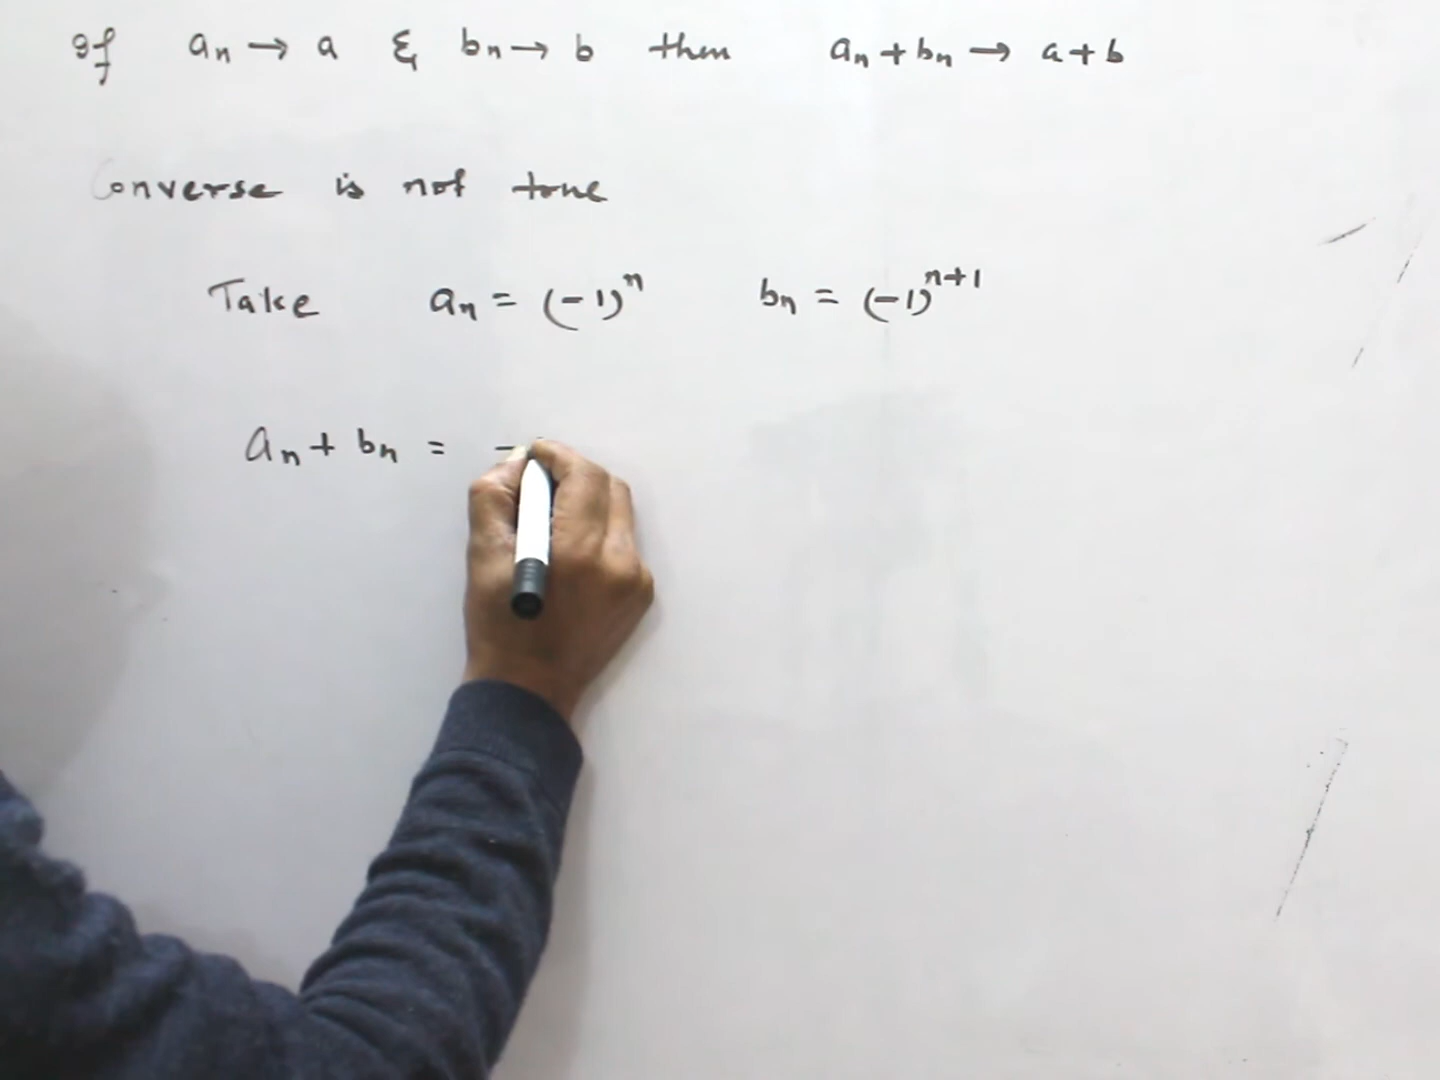 If aₙ → a & bₙ → b then aₙ + bₙ → a + b
Converse is not true
Take aₙ = (-1)ⁿ bₙ = (-1)ⁿ⁺¹
aₙ + bₙ = -